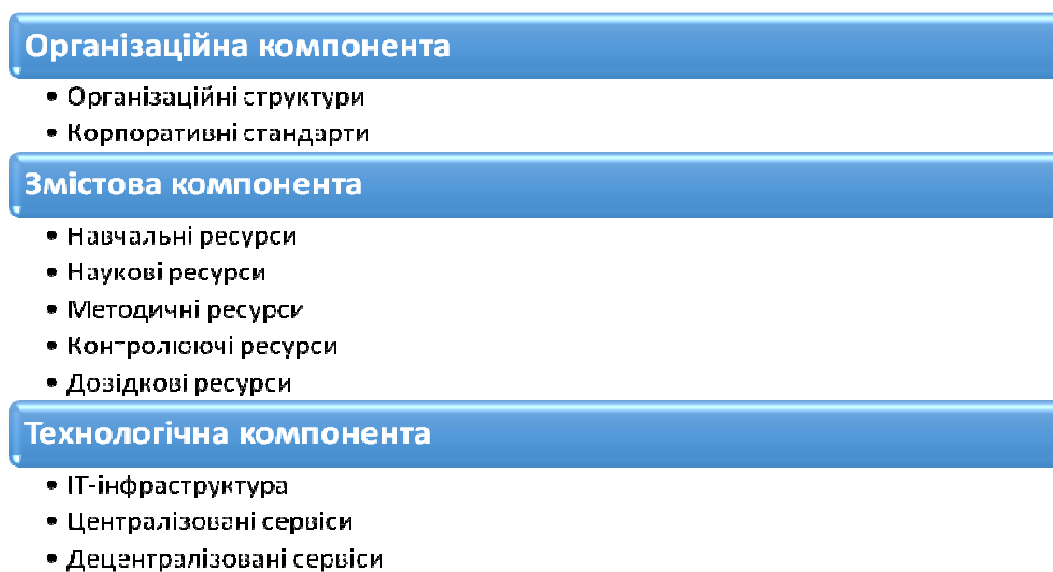 Організаційна компонента
• Організаційні структури
• Корпоративні стандарти
Змістова компонента
• Навчальні ресурси
• Наукові ресурси
• Методичні ресурси
• Контролюючі ресурси
• Довідкові ресурси
Технологічна компонента
• ІТ-інфраструктура
• Централізовані сервіси
• Децентралізовані сервіси